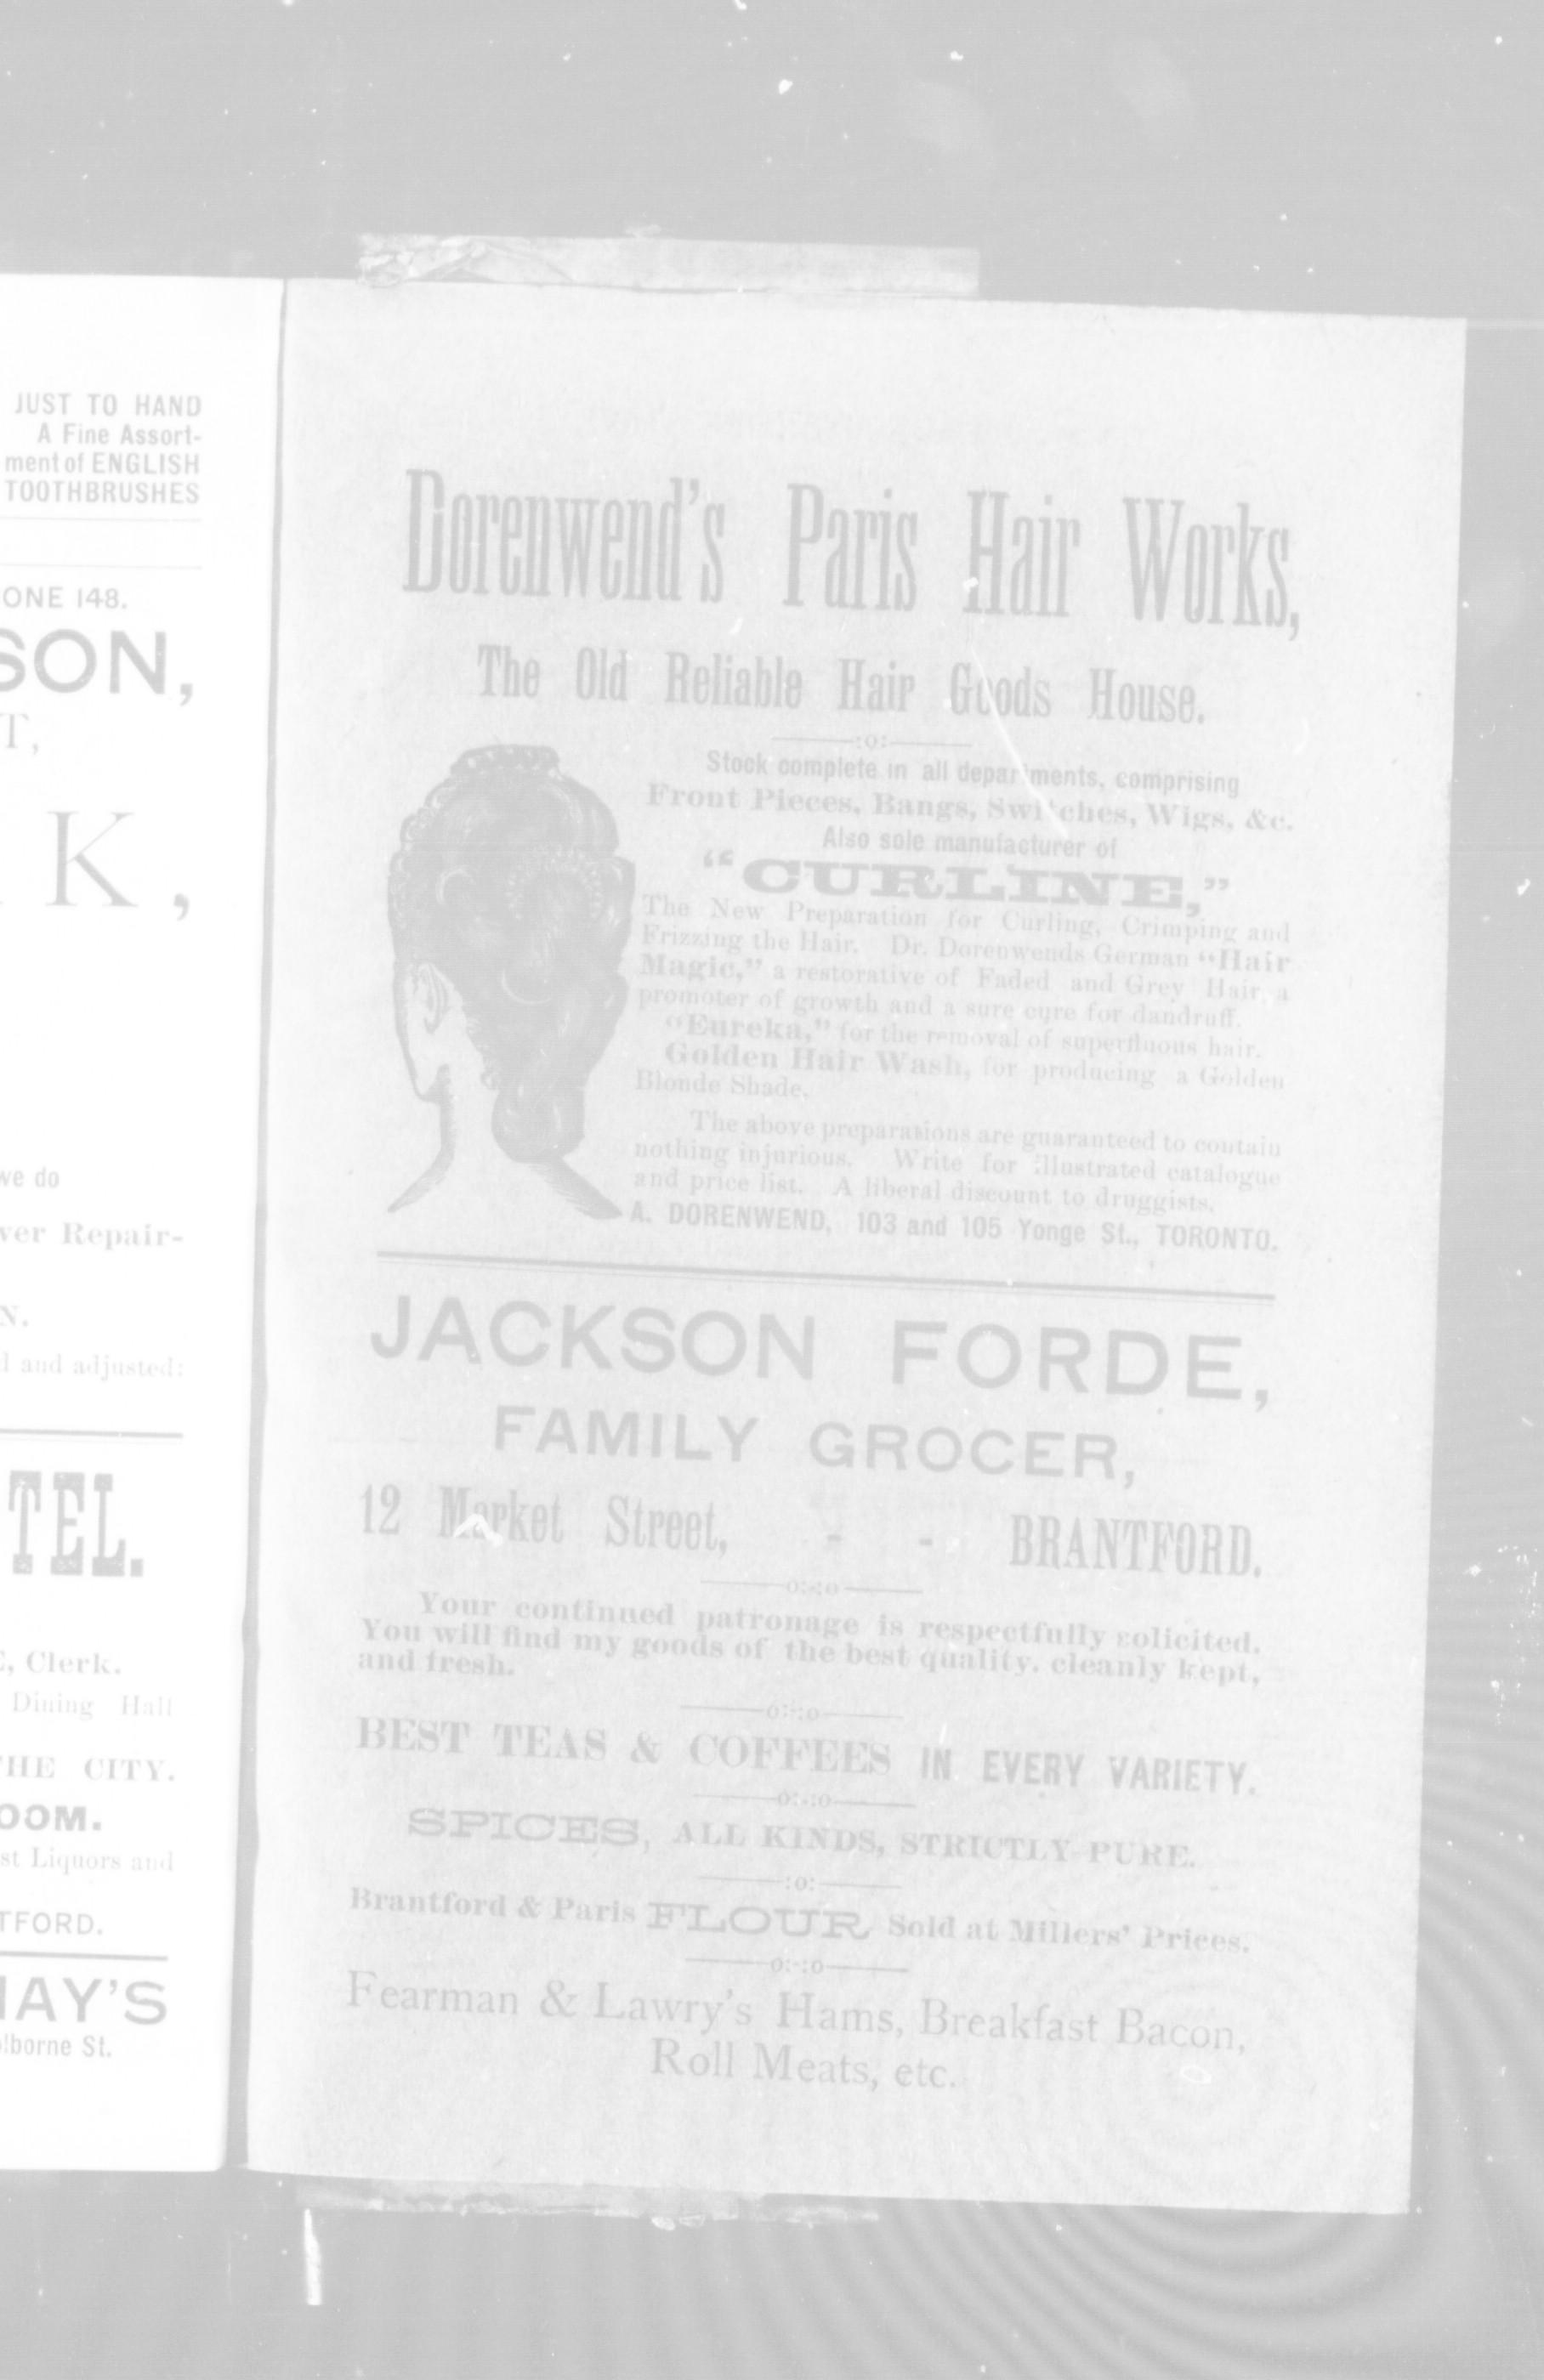 JUST TO HAND
A Fine Assort-
ment of ENGLISH
TOOTHBRUSHES
ONE 148.
SON,
T,
K,
we do
ver Repair-
N.
d and adjusted:
TEL.
, Clerk.
Dining Hall
THE CITY.
OOM.
st Liquors and
TFORD.
AY'S
lborne St.
Dorenwend's Paris Hair Works,
The Old Reliable Hair Goods House.
:o:
Stock complete in all departments, comprising
Front Pieces, Bangs, Switches, Wigs, &c.
Also sole manufacturer of
"CURLINE,"
The New Preparation for Curling, Crimping and
Frizzing the Hair. Dr. Dorenwends German "Hair
Magic," a restorative of Faded and Grey Hair, a
promoter of growth and a sure cure for dandruff.
"Eureka," for the removal of superfluous hair.
Golden Hair Wash, for producing a Golden
Blonde Shade.
The above preparations are guaranteed to contain
nothing injurious. Write for illustrated catalogue
and price list. A liberal discount to druggists.
A. DORENWEND, 103 and 105 Yonge St., TORONTO.
JACKSON FORDE,
FAMILY GROCER,
12 Market Street, - - BRANTFORD.
o:-:o
Your continued patronage is respectfully solicited.
You will find my goods of the best quality, cleanly kept,
and fresh.
o:-:o
BEST TEAS & COFFEES IN EVERY VARIETY.
o:-:o
SPICES, ALL KINDS, STRICTLY PURE.
:o:
Brantford & Paris FLOUR Sold at Millers' Prices.
o:-:o
Fearman & Lawry's Hams, Breakfast Bacon,
Roll Meats, etc.